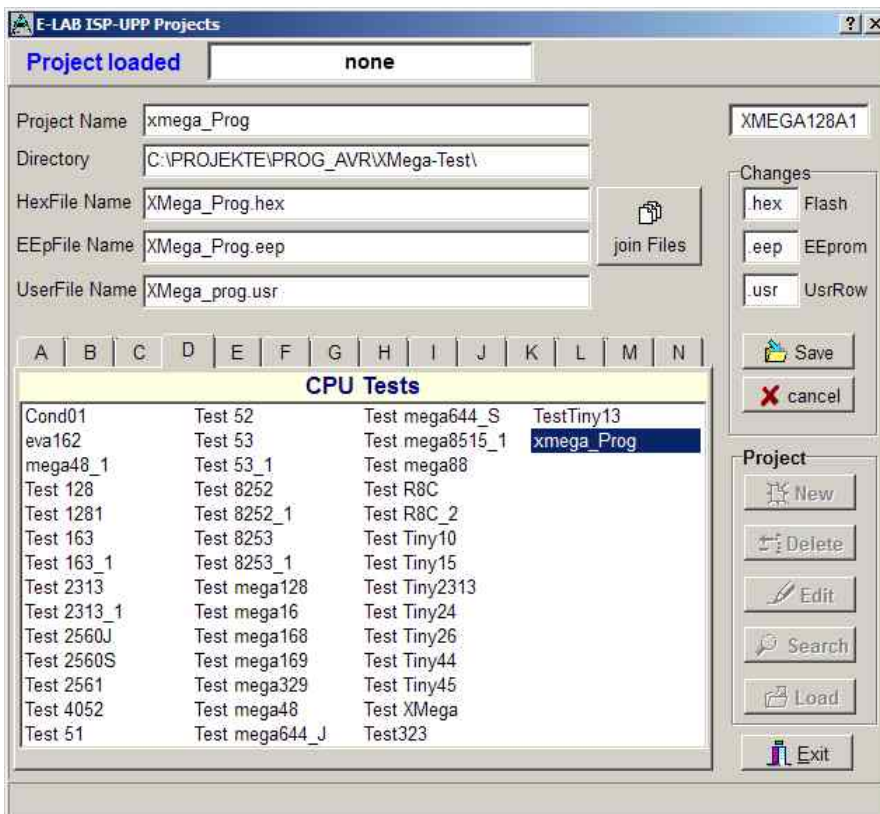 E-LAB ISP-UPP Projects
Project loaded none
Project Name xmega_Prog XMEGA128A1
Directory C:\PROJEKTE\PROG_AVR\XMega-Test\
Changes
HexFile Name XMega_Prog.hex .hex Flash
EEpFile Name XMega_Prog.eep join Files .eep EEprom
UserFile Name XMega_prog.usr .usr UsrRow
A B C D E F G H I J K L M N
Save
CPU Tests
cancel
Cond01 Test 52 Test mega644_S TestTiny13
eva162 Test 53 Test mega8515_1 xmega_Prog
mega48_1 Test 53_1 Test mega88
Test 128 Test 8252 Test R8C
Test 1281 Test 8252_1 Test R8C_2
Test 163 Test 8253 Test Tiny10
Test 163_1 Test 8253_1 Test Tiny15
Test 2313 Test mega128 Test Tiny2313
Test 2313_1 Test mega16 Test Tiny24
Test 2560J Test mega168 Test Tiny26
Test 2560S Test mega169 Test Tiny44
Test 2561 Test mega329 Test Tiny45
Test 4052 Test mega48 Test XMega
Test 51 Test mega644_J Test323
Project
New
Delete
Edit
Search
Load
Exit